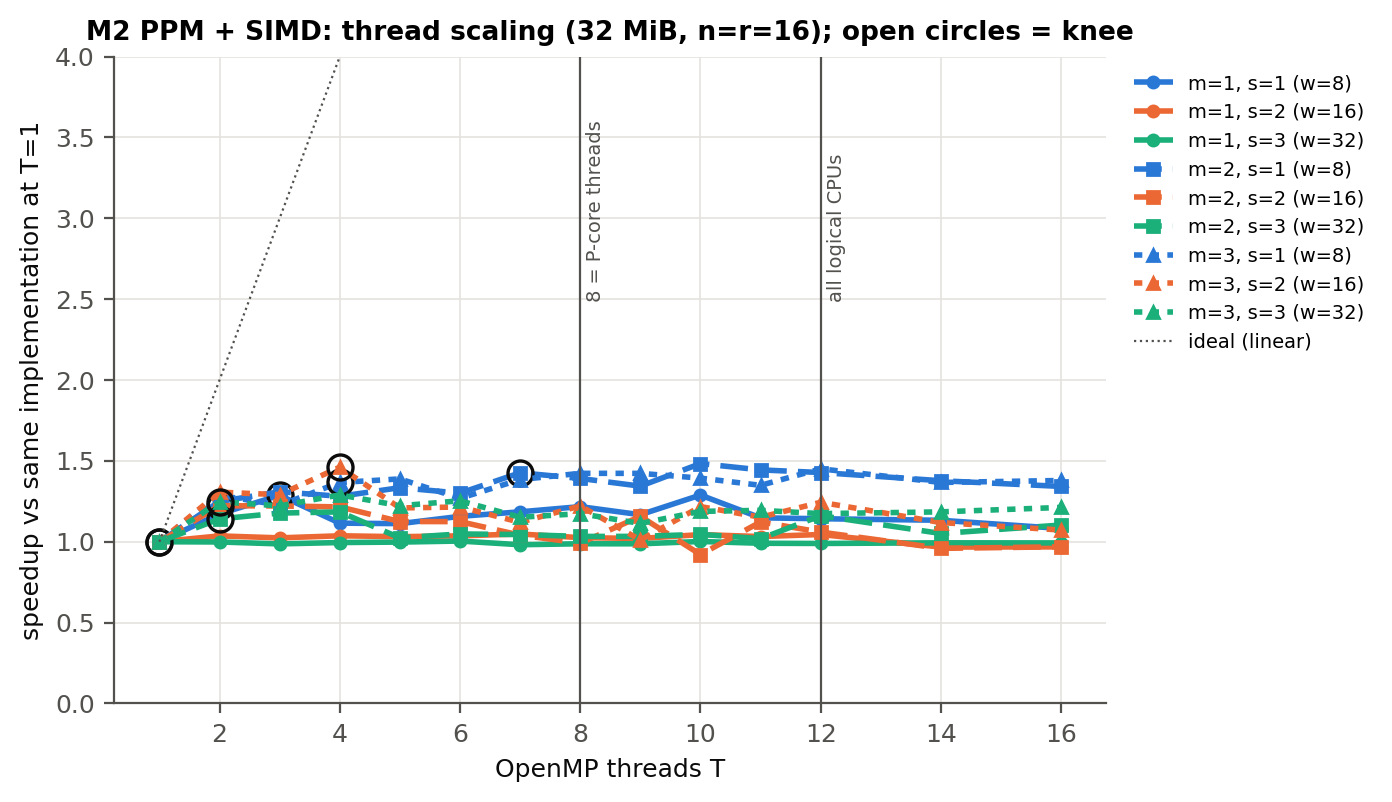 M2 PPM + SIMD: thread scaling (32 MiB, n=r=16); open circles = knee
speedup vs same implementation at T=1
4.0
3.5
3.0
2.5
2.0
1.5
1.0
0.5
0.0
8 = P-core threads
all logical CPUs
m=1, s=1 (w=8)
m=1, s=2 (w=16)
m=1, s=3 (w=32)
m=2, s=1 (w=8)
m=2, s=2 (w=16)
m=2, s=3 (w=32)
m=3, s=1 (w=8)
m=3, s=2 (w=16)
m=3, s=3 (w=32)
ideal (linear)
2 4 6 8 10 12 14 16
OpenMP threads T